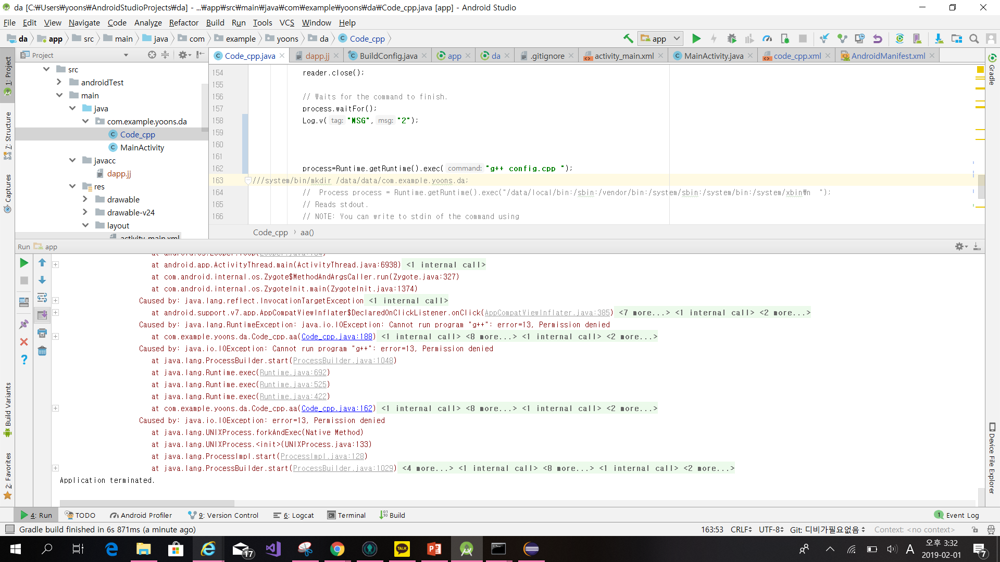 da [C:₩Users₩yoons₩AndroidStudioProjects₩da] - ...₩app₩src₩main₩java₩com₩example₩yoons₩da₩Code_cpp.java [app] - Android Studio
File Edit View Navigate Code Analyze Refactor Build Run Tools VCS Window Help
da app src main java com example yoons da Code_cpp app
Project
Code_cpp.java dapp.jj BuildConfig.java app da .gitignore activity_main.xml MainActivity.java code_cpp.xml AndroidManifest.xml
1: Project
7: Structure
Captures
Build Variants
2: Favorites
Gradle
Device File Explorer
src
androidTest
main
java
com.example.yoons.da
Code_cpp
MainActivity
javacc
dapp.jj
res
drawable
drawable-v24
layout
activity_main.xml
154 reader.close();
155
156 // Waits for the command to finish.
157 process.waitFor();
158 Log.v( tag: "MSG", msg: "2");
159
160
161
162 process=Runtime.getRuntime().exec( command: "g++ config.cpp ");
163 ///system/bin/mkdir /data/data/com.example.yoons.da;
164 //  Process process = Runtime.getRuntime().exec("/data/local/bin:/sbin:/vendor/bin:/system/sbin:/system/bin:/system/xbin₩n  ");
165 // Reads stdout.
166 // NOTE: You can write to stdin of the command using
Code_cpp › aa()
Run app
at android.os.Looper.loop(Looper.java:164)
at android.app.ActivityThread.main(ActivityThread.java:6938) <1 internal call>
at com.android.internal.os.Zygote$MethodAndArgsCaller.run(Zygote.java:327)
at com.android.internal.os.ZygoteInit.main(ZygoteInit.java:1374)
Caused by: java.lang.reflect.InvocationTargetException <1 internal call>
at android.support.v7.app.AppCompatViewInflater$DeclaredOnClickListener.onClick(AppCompatViewInflater.java:385) <7 more...> <1 internal call> <2 more...>
Caused by: java.lang.RuntimeException: java.io.IOException: Cannot run program "g++": error=13, Permission denied
at com.example.yoons.da.Code_cpp.aa(Code_cpp.java:188) <1 internal call> <8 more...> <1 internal call> <2 more...>
Caused by: java.io.IOException: Cannot run program "g++": error=13, Permission denied
at java.lang.ProcessBuilder.start(ProcessBuilder.java:1048)
at java.lang.Runtime.exec(Runtime.java:692)
at java.lang.Runtime.exec(Runtime.java:525)
at java.lang.Runtime.exec(Runtime.java:422)
at com.example.yoons.da.Code_cpp.aa(Code_cpp.java:162) <1 internal call> <8 more...> <1 internal call> <2 more...>
Caused by: java.io.IOException: error=13, Permission denied
at java.lang.UNIXProcess.forkAndExec(Native Method)
at java.lang.UNIXProcess.<init>(UNIXProcess.java:133)
at java.lang.ProcessImpl.start(ProcessImpl.java:128)
at java.lang.ProcessBuilder.start(ProcessBuilder.java:1029) <4 more...> <1 internal call> <8 more...> <1 internal call> <2 more...>
Application terminated.
4: Run TODO Android Profiler 9: Version Control 6: Logcat Terminal Build 1 Event Log
Gradle build finished in 6s 871ms (a minute ago) 163:53 CRLF UTF-8 Git: 디비가필요없음 Context: <no context>
17 TALK A 오후 3:32
2019-02-01 7